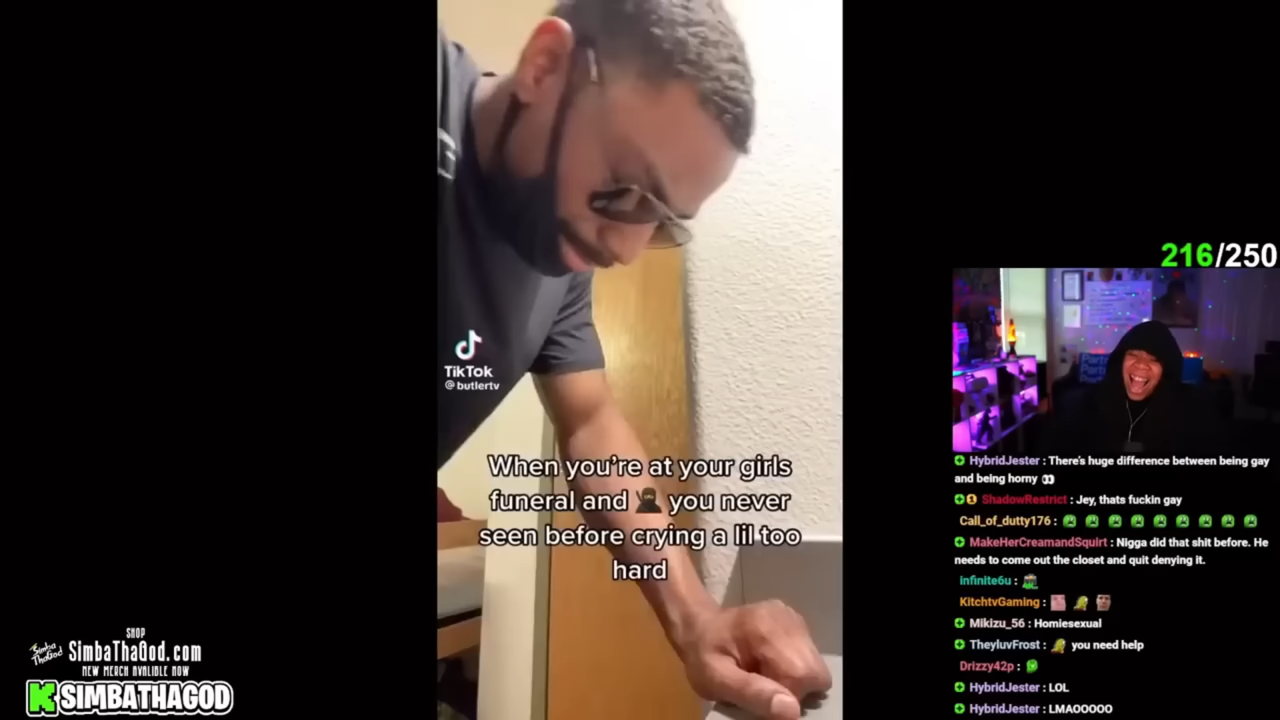 216/250
TikTok
@butlertv
When you're at your girls
funeral and 🥷🏿 you never
seen before crying a lil too
hard
HybridJester : There's huge difference between being gay
and being horny 👀
ShadowRestrict : Jey, thats fuckin gay
Call_of_dutty176 :
MakeHerCreamandSquirt : Nigga did that shit before. He
needs to come out the closet and quit denying it.
infinite6u :
KitchtvGaming :
Mikizu_56 : Homiesexual
TheyluvFrost : you need help
Drizzy42p :
HybridJester : LOL
HybridJester : LMAOOOOO
SHOP
Simba ThaGod
SimbaThaGod.com
NEW MERCH AVALIBLE NOW
K SIMBATHAGOD